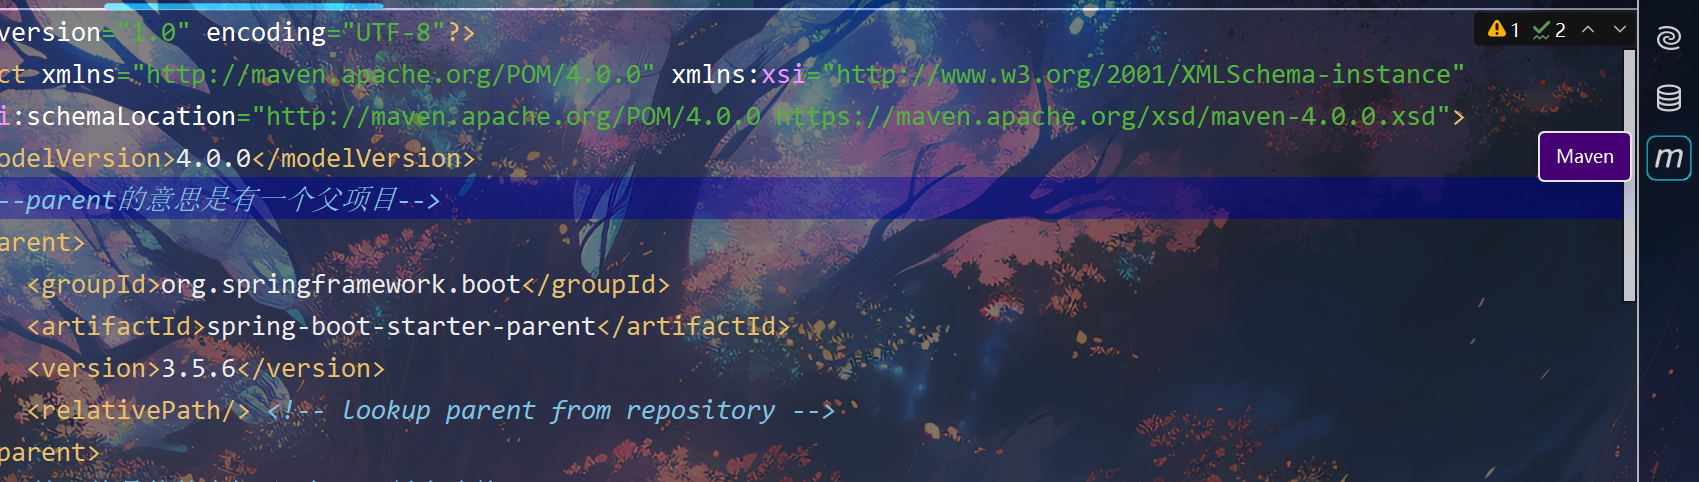 version="1.0" encoding="UTF-8"?>
1 2
ct xmlns="http://maven.apache.org/POM/4.0.0" xmlns:xsi="http://www.w3.org/2001/XMLSchema-instance"
i:schemaLocation="http://maven.apache.org/POM/4.0.0 https://maven.apache.org/xsd/maven-4.0.0.xsd">
odelVersion>4.0.0</modelVersion>
Maven
m
--parent的意思是有一个父项目-->
arent>
<groupId>org.springframework.boot</groupId>
<artifactId>spring-boot-starter-parent</artifactId>
<version>3.5.6</version>
<relativePath/> <!-- lookup parent from repository -->
parent>